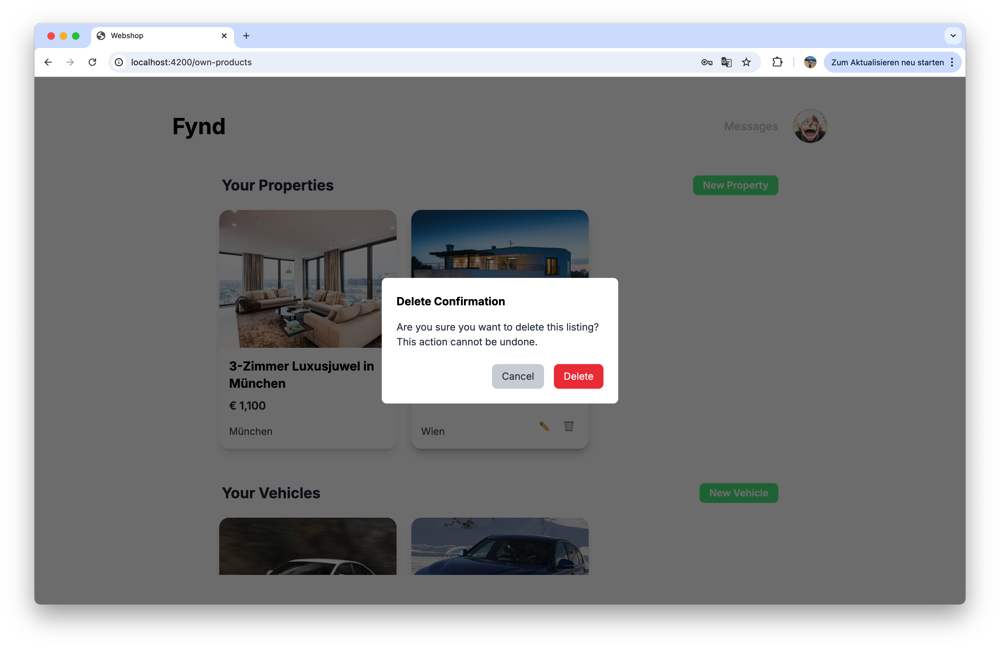 Webshop
localhost:4200/own-products
Zum Aktualisieren neu starten
Fynd
Messages
Your Properties
New Property
Delete Confirmation
Are you sure you want to delete this listing?
This action cannot be undone.
Cancel
Delete
3-Zimmer Luxusjuwel in
München
€ 1,100
München
Wien
Your Vehicles
New Vehicle